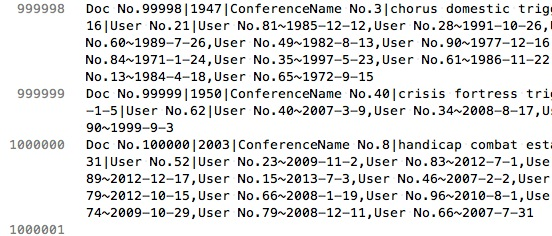 999998 Doc No.99998|1947|ConferenceName No.3|chorus domestic
16|User No.21|User No.81~1985-12-12,User No.28~1991-10-26,
No.60~1989-7-26,User No.49~1982-8-13,User No.90~1977-12-16
No.84~1971-1-24,User No.35~1997-5-23,User No.61~1986-11-22
No.13~1984-4-18,User No.65~1972-9-15
999999 Doc No.99999|1950|ConferenceName No.40|crisis fortress
-1-5|User No.62|User No.40~2007-3-9,User No.34~2008-8-17,
90~1999-9-3
1000000 Doc No.100000|2003|ConferenceName No.8|handicap combat
31|User No.52|User No.23~2009-11-2,User No.83~2012-7-1,
89~2012-12-17,User No.15~2013-7-3,User No.46~2007-2-2,
79~2012-10-15,User No.66~2008-1-19,User No.96~2010-8-1,
74~2009-10-29,User No.79~2008-12-11,User No.66~2007-7-31
1000001